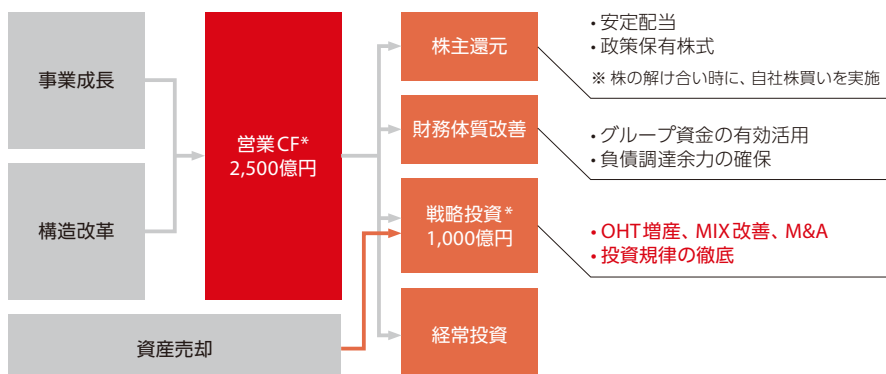 事業成長
構造改革
資産売却
営業CF*
2,500億円
株主還元
財務体質改善
戦略投資*
1,000億円
経常投資
・安定配当
・政策保有株式
※ 株の解け合い時に、自社株買いを実施
・グループ資金の有効活用
・負債調達余力の確保
・OHT増産、MIX改善、M&A
・投資規律の徹底